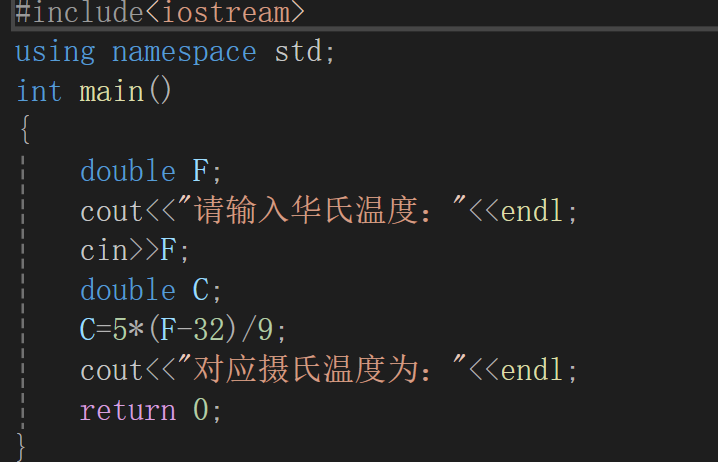 #include<iostream>
using namespace std;
int main()
{
double F;
cout<<"请输入华氏温度："<<endl;
cin>>F;
double C;
C=5*(F-32)/9;
cout<<"对应摄氏温度为："<<endl;
return 0;
}